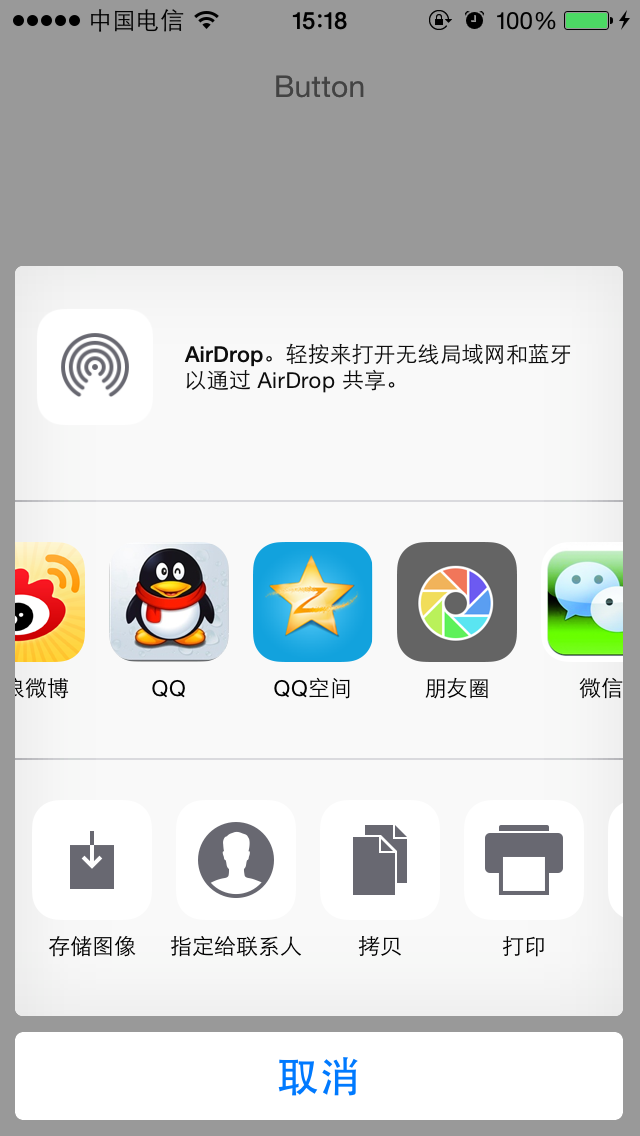 中国电信
15:18
100%
Button
AirDrop。轻按来打开无线局域网和蓝牙
以通过 AirDrop 共享。
浪微博
QQ
QQ空间
朋友圈
微信
存储图像
指定给联系人
拷贝
打印
取消